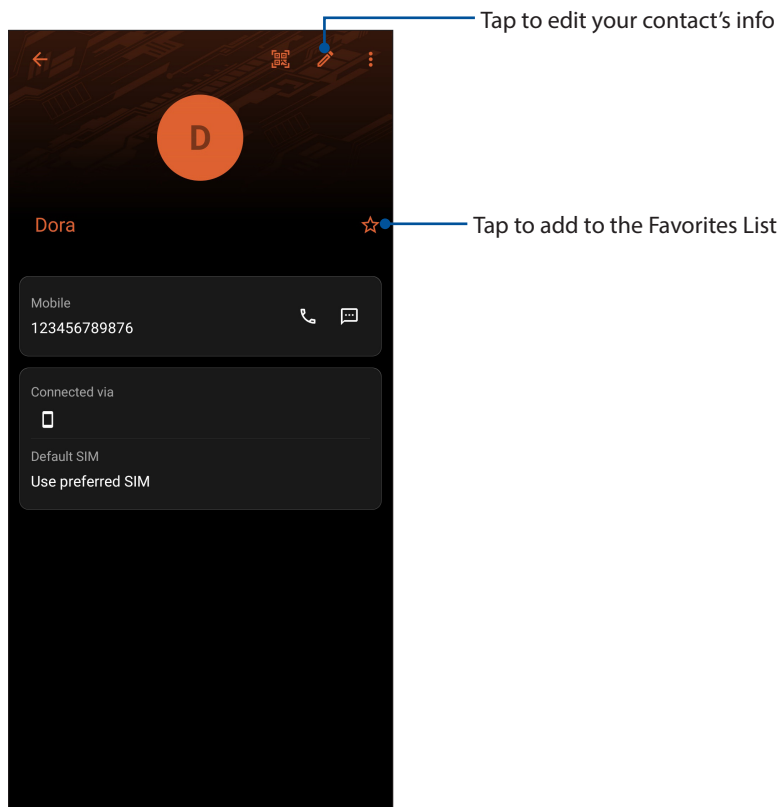 Tap to edit your contact’s info
D
Dora
Tap to add to the Favorites List
Mobile
123456789876
Connected via
Default SIM
Use preferred SIM